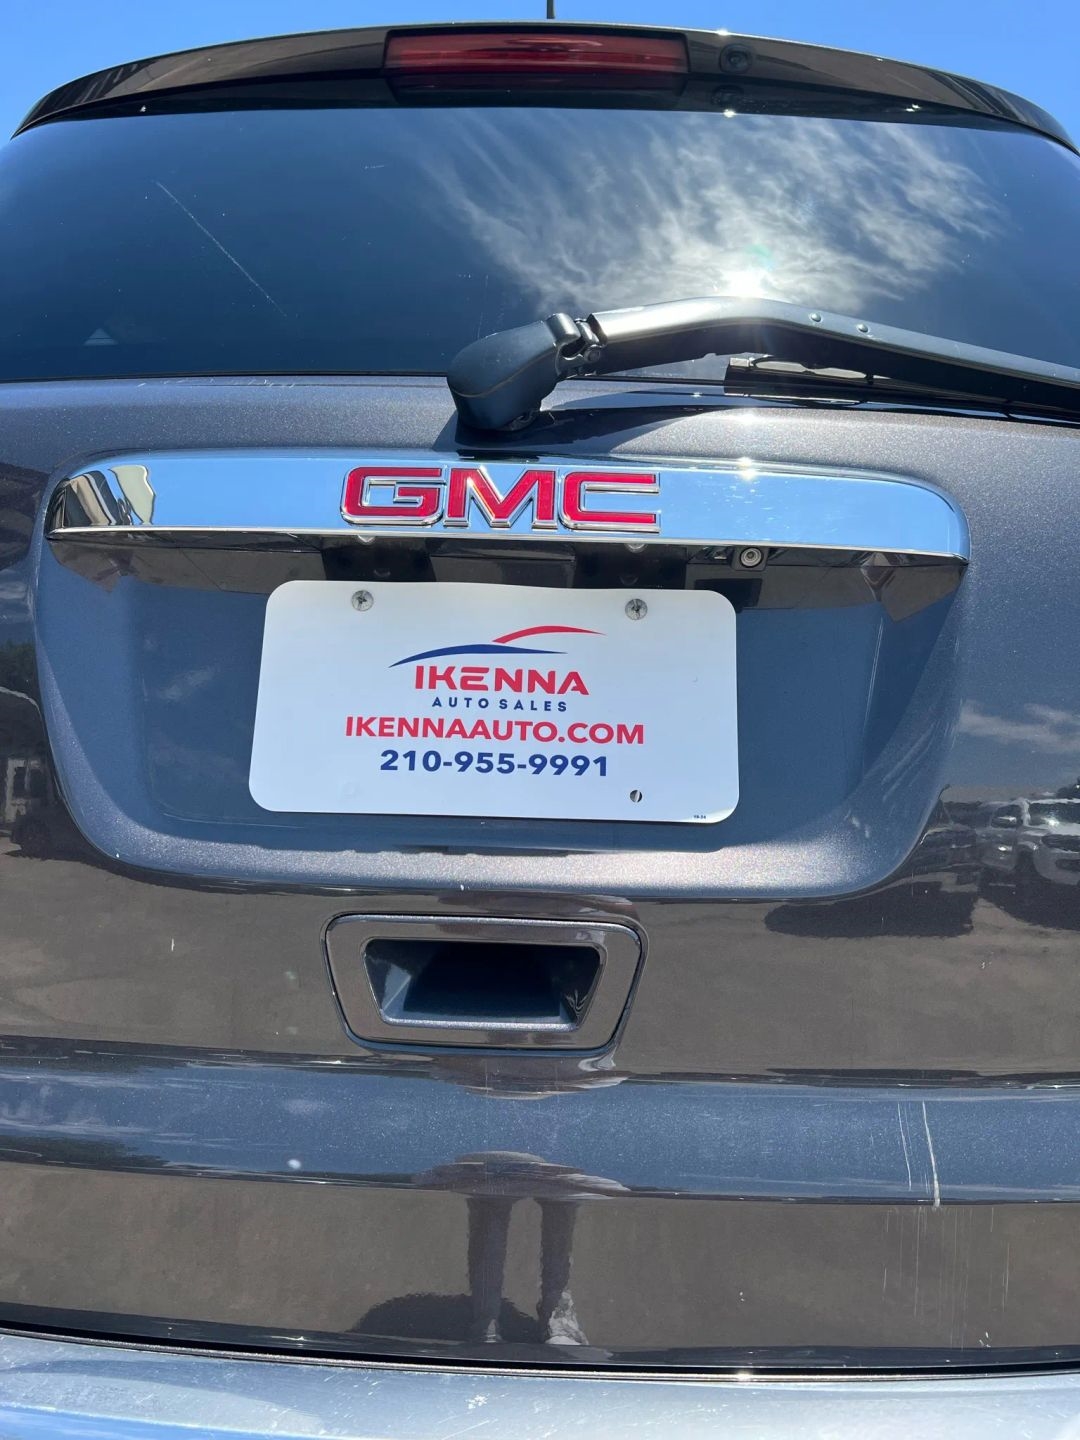 GMC
IKENNA
AUTO SALES
IKENNAAUTO.COM
210-955-9991